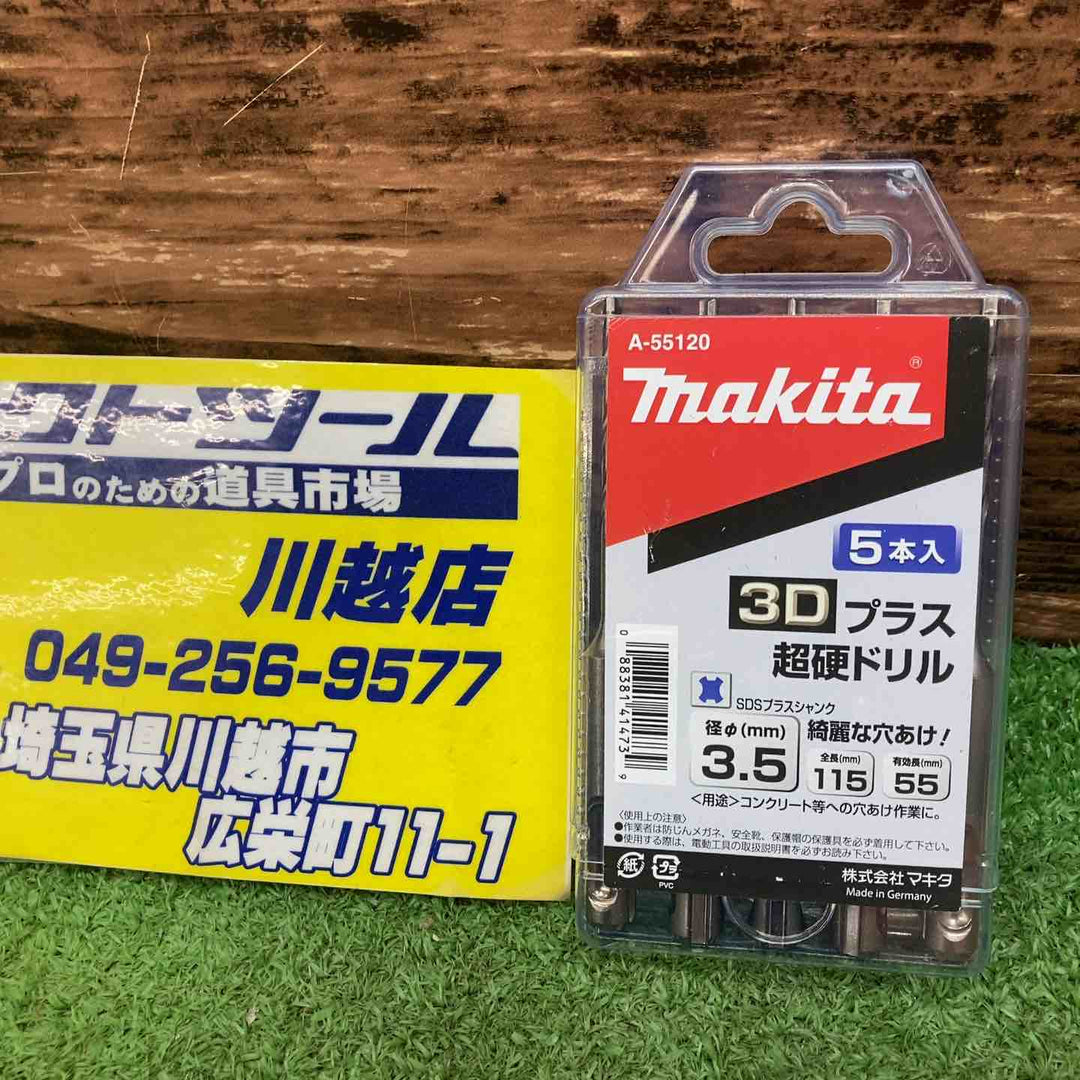 プロのための道具市場
川越店
049-256-9577
埼玉県川越市
広栄町11-1
A-55120
makita®
5本入
3Dプラス
超硬ドリル
SDSプラスシャンク
綺麗な穴あけ!
径φ(mm)
3.5
全長(mm)
115
有効長(mm)
55
<用途>コンクリート等への穴あけ作業に。
〈使用上の注意〉
●作業者は防じんメガネ、安全靴、保護帽の保護具を必ず着用して下さい。
●使用する際は、電動工具の取扱説明書を必ずお読み下さい。
紙
プラ
PVC
株式会社マキタ
Made in Germany
0 88381 41473 9